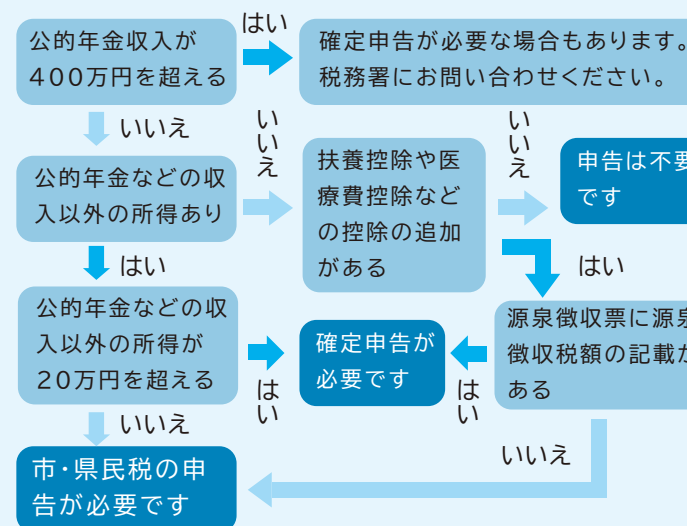 公的年金収入が
400万円を超える
はい
確定申告が必要な場合もあります。
税務署にお問い合わせください。
いいえ
公的年金などの収
入以外の所得あり
いいえ
扶養控除や医
療費控除など
の控除の追加
がある
いいえ
申告は不要
です
はい
はい
公的年金などの収
入以外の所得が
20万円を超える
はい
確定申告が
必要です
はい
源泉徴収票に源泉
徴収税額の記載が
ある
いいえ
いいえ
市・県民税の申
告が必要です